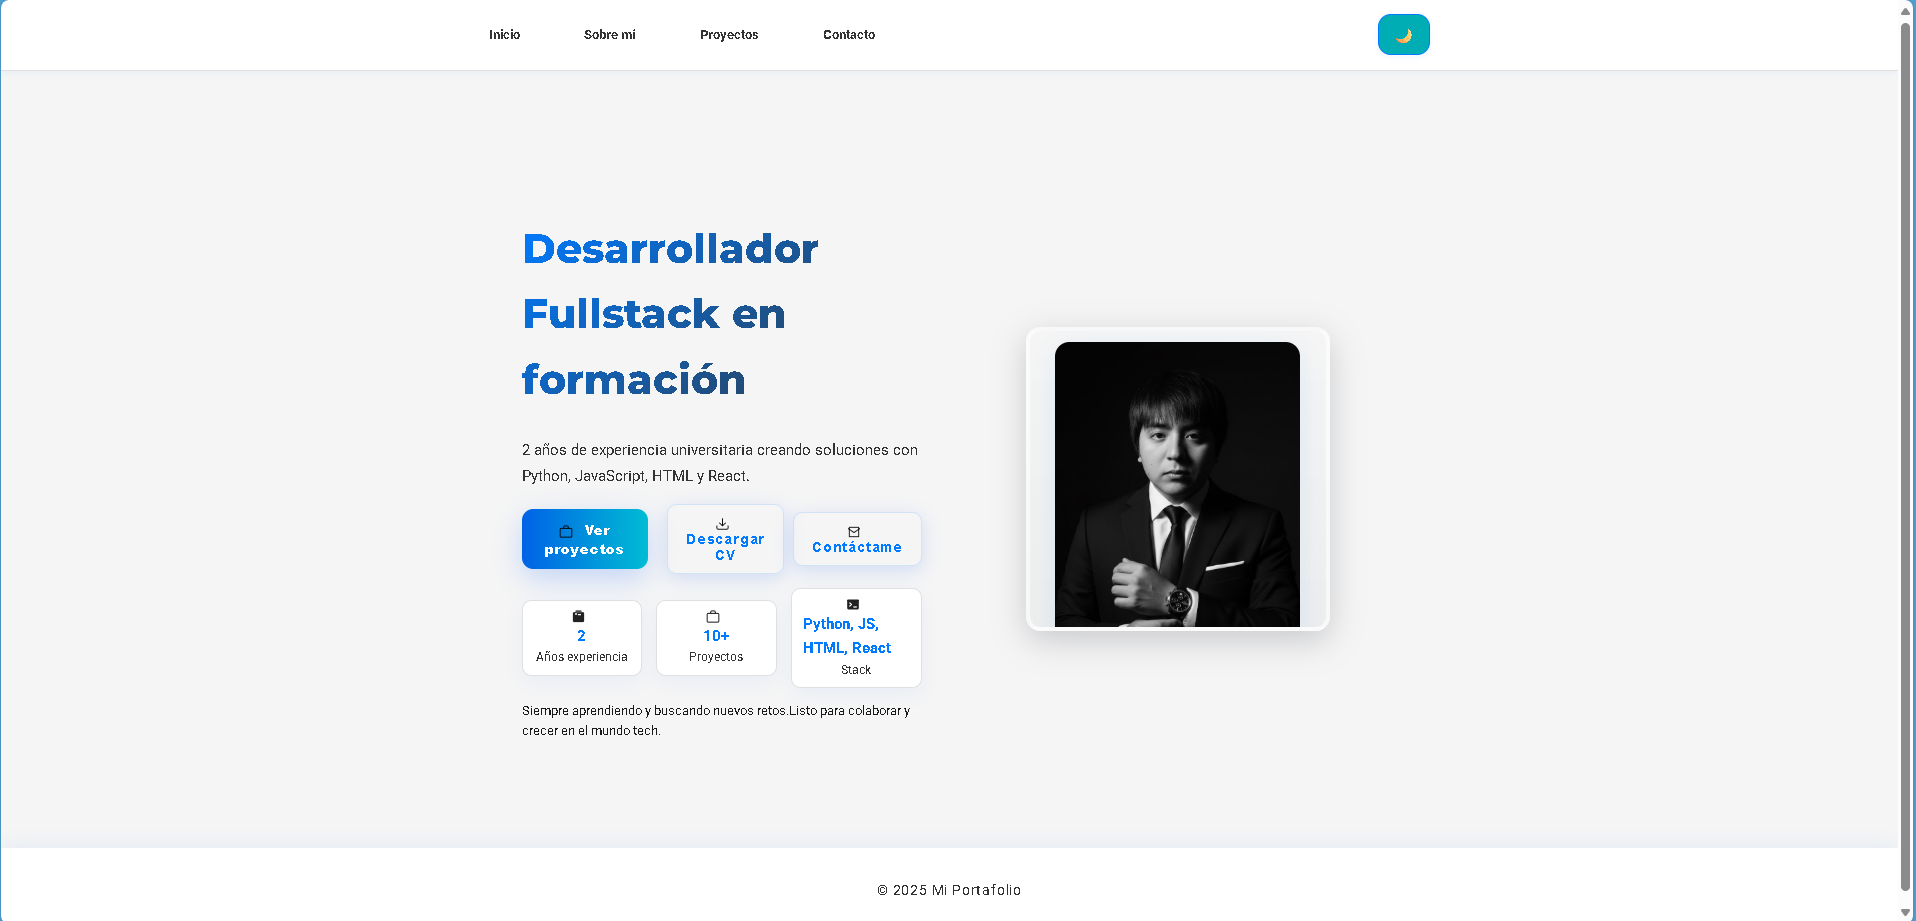 Inicio
Sobre mí
Proyectos
Contacto
Desarrollador
Fullstack en
formación
2 años de experiencia universitaria creando soluciones con
Python, JavaScript, HTML y React.
Ver
proyectos
Descargar
CV
Contáctame
2
Años experiencia
10+
Proyectos
Python, JS,
HTML, React
Stack
Siempre aprendiendo y buscando nuevos retos.Listo para colaborar y
crecer en el mundo tech.
© 2025 Mi Portafolio